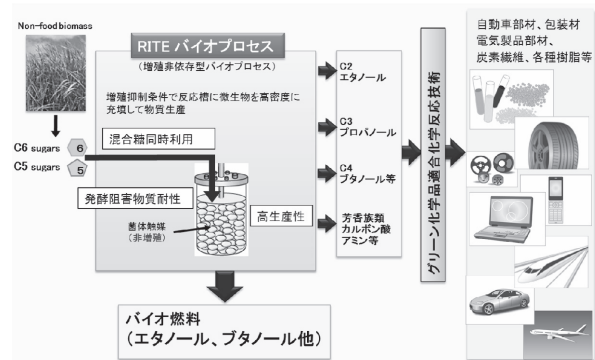 Non-food biomass
C6 sugars
6
C5 sugars
5
RITE バイオプロセス
(増殖非依存型バイオプロセス)
増殖抑制条件で反応槽に微生物を高密度に
充填して物質生産
混合糖同時利用
発酵阻害物質耐性
菌体触媒
(非増殖)
高生産性
バイオ燃料
(エタノール、ブタノール他)
C2
エタノール
C3
プロパノール
C4
ブタノール等
芳香族類
カルボン酸
アミン等
グリーン化学品適合化学反応技術
自動車部材、包装材
電気製品部材、
炭素繊維、各種樹脂等